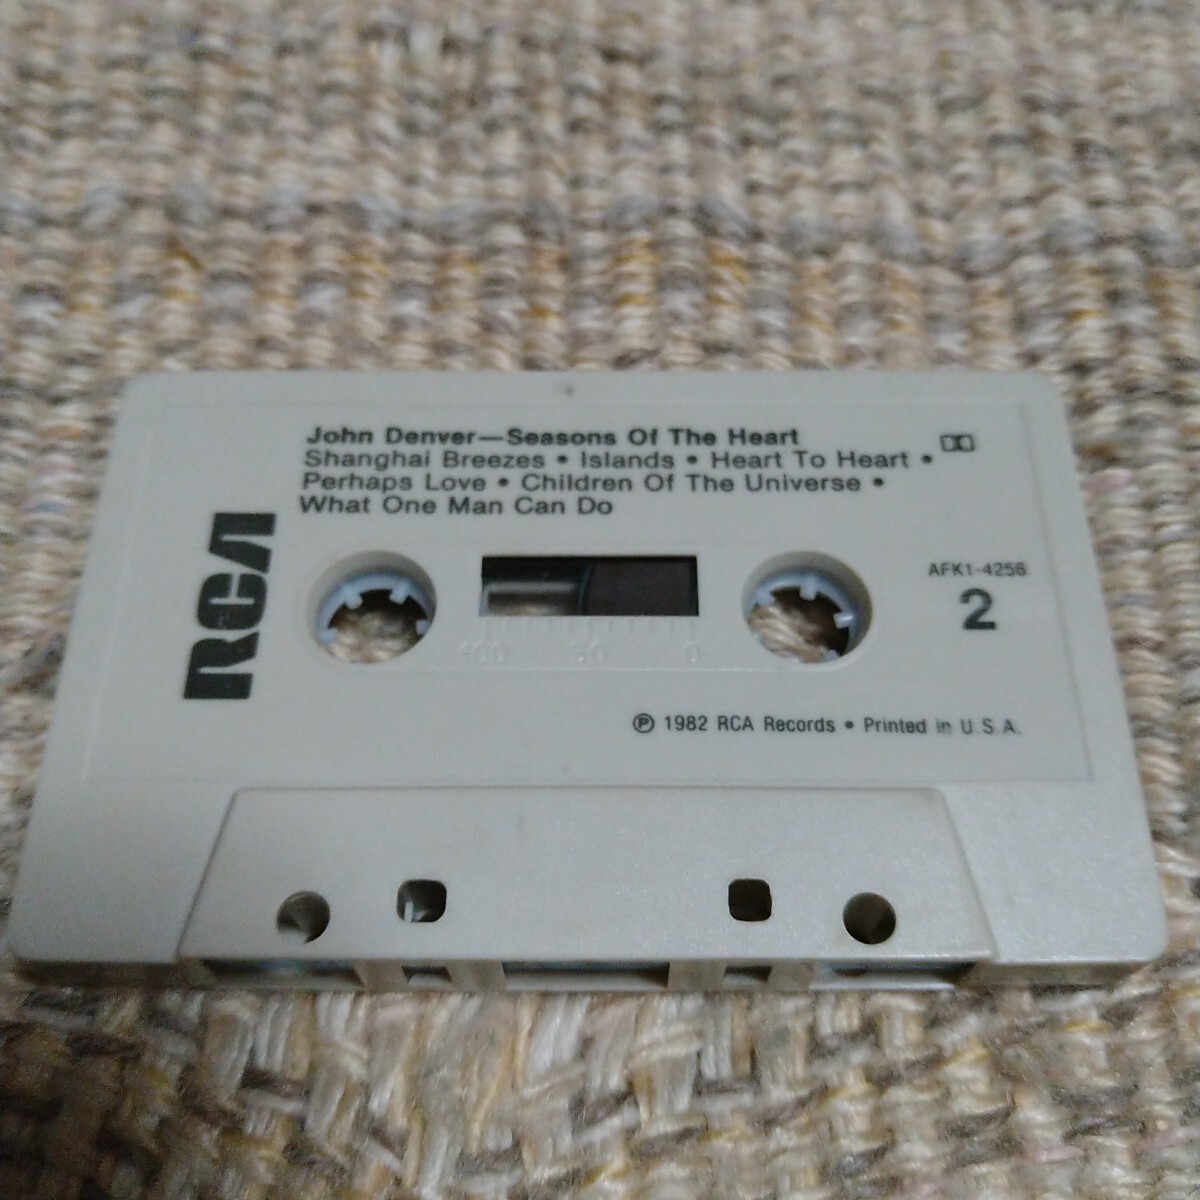 John Denver—Seasons Of The Heart
Shanghai Breezes • Islands • Heart To Heart •
Perhaps Love • Children Of The Universe •
What One Man Can Do
RCA
AFK1-4256
2
100 50 0
℗ 1982 RCA Records • Printed in U.S.A.